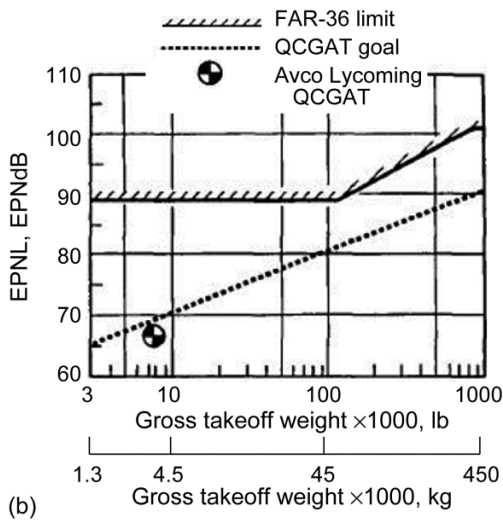 FAR-36 limit
QCGAT goal
Avco Lycoming
QCGAT
110
100
90
80
70
60
EPNL, EPNdB
3 10 100 1000
Gross takeoff weight ×1000, lb
1.3 4.5 45 450
Gross takeoff weight ×1000, kg
(b)